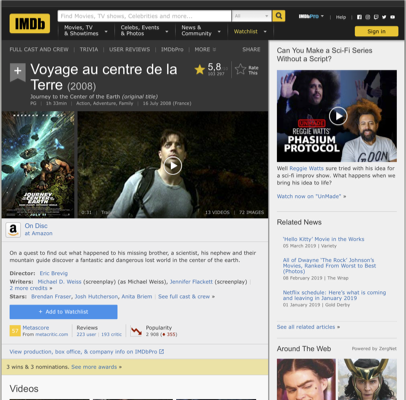 IMDb
Find Movies, TV shows, Celebrities and more...
All
Movies, TV
& Showtimes
Celebs, Events
& Photos
News &
Community
Watchlist
IMDbPro
Help
Sign in
FULL CAST AND CREW
TRIVIA
USER REVIEWS
IMDbPro
MORE
SHARE
Voyage au centre de la
Terre (2008)
5,8
Rate
This
Journey to the Center of the Earth (original title)
PG | 1h 33min | Action, Adventure, Family | 16 July 2008 (France)
JOURNEY
CENTER
EARTH
JULY 11
0:31
13 VIDEOS
72 IMAGES
On Disc
at Amazon
On a quest to find out what happened to his missing brother, a scientist, his nephew and their
mountain guide discover a fantastic and dangerous lost world in the center of the earth.
Director: Eric Brevig
Writers: Michael D. Weiss (screenplay) (as Michael Weiss), Jennifer Flackett (screenplay) |
2 more credits »
Stars: Brendan Fraser, Josh Hutcherson, Anita Briem | See full cast & crew »
+ Add to Watchlist
57
Metascore
From metacritic.com
Reviews
223 user | 193 critic
Popularity
2 908
View production, box office, & company info on IMDbPro
3 wins & 3 nominations. See more awards »
Videos
Can You Make a Sci-Fi Series
Without a Script?
REGGIE WATTS'
PHASIUM
PROTOCOL
Well Reggie Watts sure tried with his idea for
a sci-fi improv show. What happens when we
bring his idea to life?
Watch now on "UnMade" »
Related News
'Hello Kitty' Movie in the Works
05 March 2019 | Variety
All of Dwayne 'The Rock' Johnson's
Movies, Ranked From Worst to Best
(Photos)
08 February 2019 | The Wrap
Netflix schedule: Here's what is coming
and leaving in January 2019
01 January 2019 | Gold Derby
See all related articles »
Around The Web
Powered by ZergNet